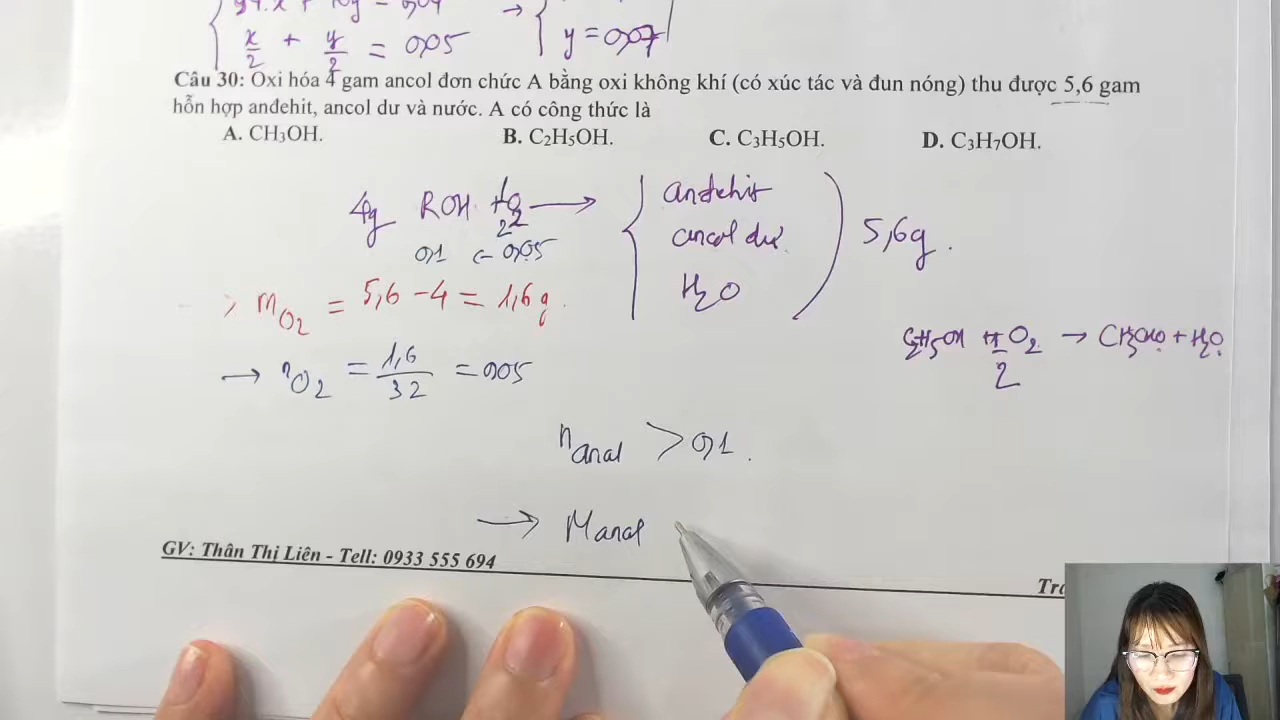 y = 0,07
x/2 + y/2 = 0,05
Câu 30: Oxi hóa 4 gam ancol đơn chức A bằng oxi không khí (có xúc tác và đun nóng) thu được 5,6 gam
hỗn hợp anđehit, ancol dư và nước. A có công thức là
A. CH3OH. B. C2H5OH. C. C3H5OH. D. C3H7OH.
4g ROH + 1/2 O2 → anđehit
ancol dư
H2O
5,6g.
0,1 ← 0,05
mO2 = 5,6 - 4 = 1,6g.
→ nO2 = 1,6/32 = 0,05
C2H5OH + 1/2 O2 → CH3CHO + H2O
nancol > 0,1.
→ Mancol
GV: Thân Thị Liên - Tell: 0933 555 694